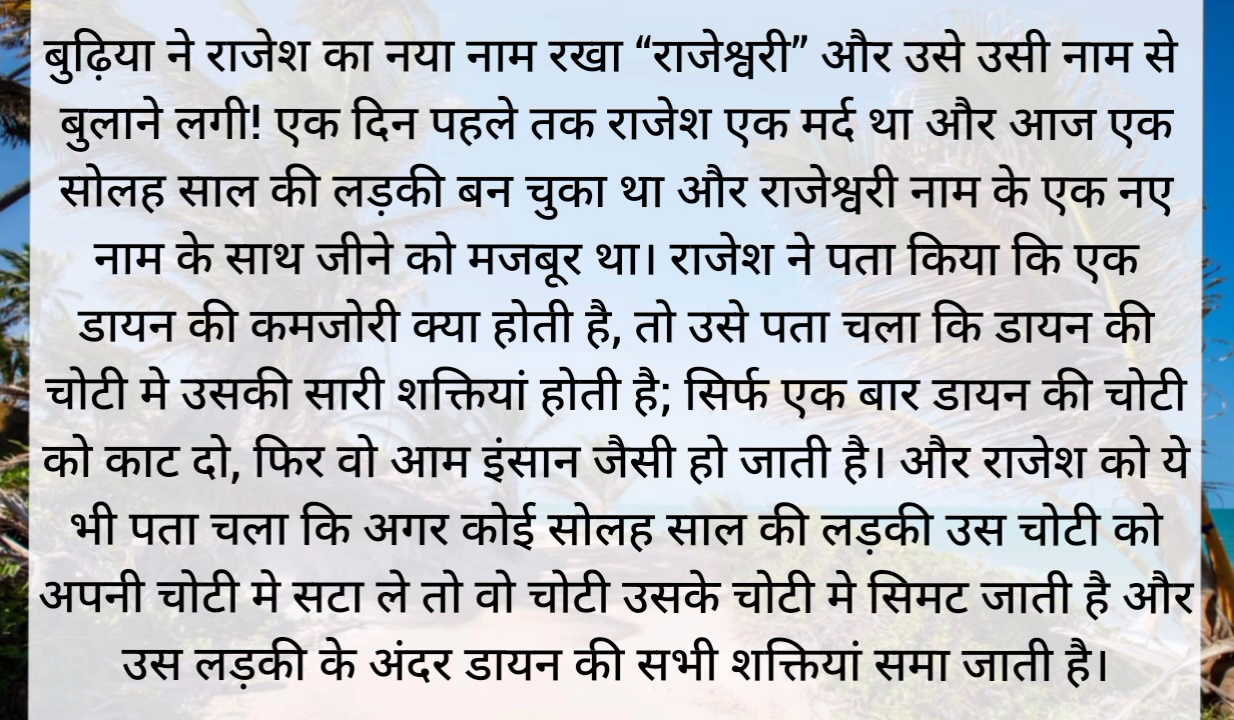 बुढ़िया ने राजेश का नया नाम रखा “राजेश्वरी” और उसे उसी नाम से
बुलाने लगी! एक दिन पहले तक राजेश एक मर्द था और आज एक
सोलह साल की लड़की बन चुका था और राजेश्वरी नाम के एक नए
नाम के साथ जीने को मजबूर था। राजेश ने पता किया कि एक
डायन की कमजोरी क्या होती है, तो उसे पता चला कि डायन की
चोटी मे उसकी सारी शक्तियां होती है; सिर्फ एक बार डायन की चोटी
को काट दो, फिर वो आम इंसान जैसी हो जाती है। और राजेश को ये
भी पता चला कि अगर कोई सोलह साल की लड़की उस चोटी को
अपनी चोटी मे सटा ले तो वो चोटी उसके चोटी मे सिमट जाती है और
उस लड़की के अंदर डायन की सभी शक्तियां समा जाती है।